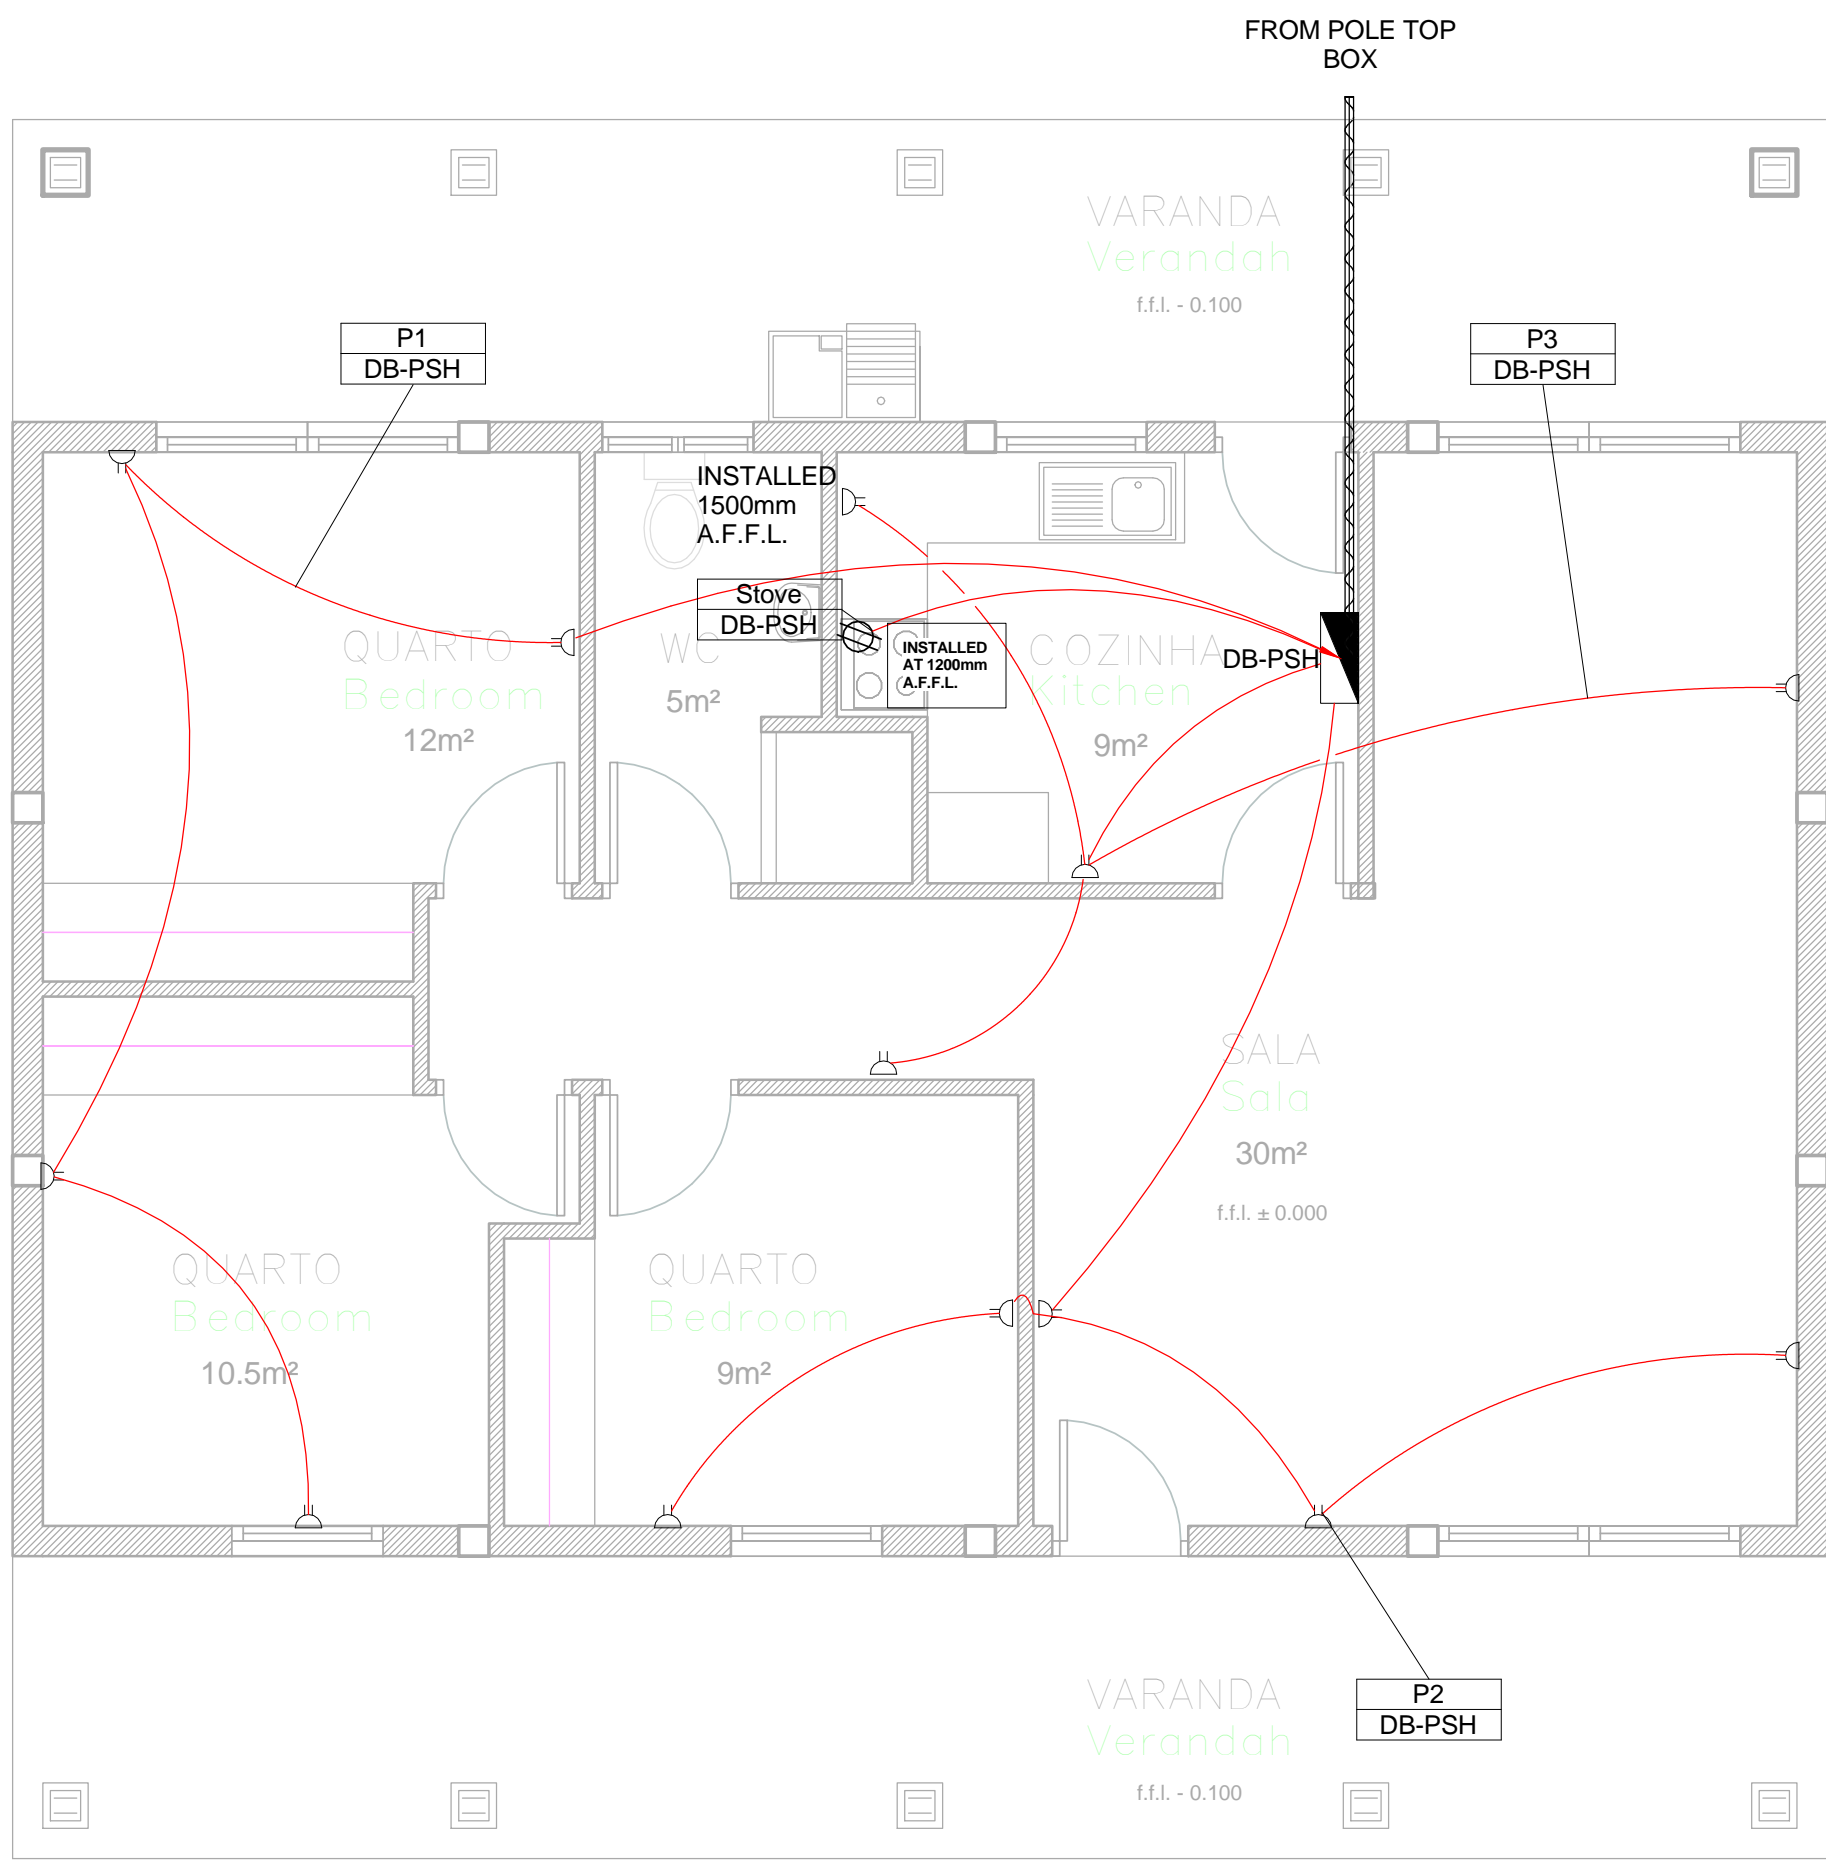 FROM POLE TOP
BOX
VARANDA
Verandah
f.f.l. - 0.100
P1
DB-PSH
P3
DB-PSH
INSTALLED
1500mm
A.F.F.L.
Stove
DB-PSH
INSTALLED
AT 1200mm
A.F.F.L.
QUARTO
Bedroom
12m²
WC
5m²
COZINHA
Kitchen
9m²
DB-PSH
SALA
Sala
30m²
f.f.l. ± 0.000
QUARTO
Bedroom
10.5m²
QUARTO
Bedroom
9m²
VARANDA
Verandah
f.f.l. - 0.100
P2
DB-PSH